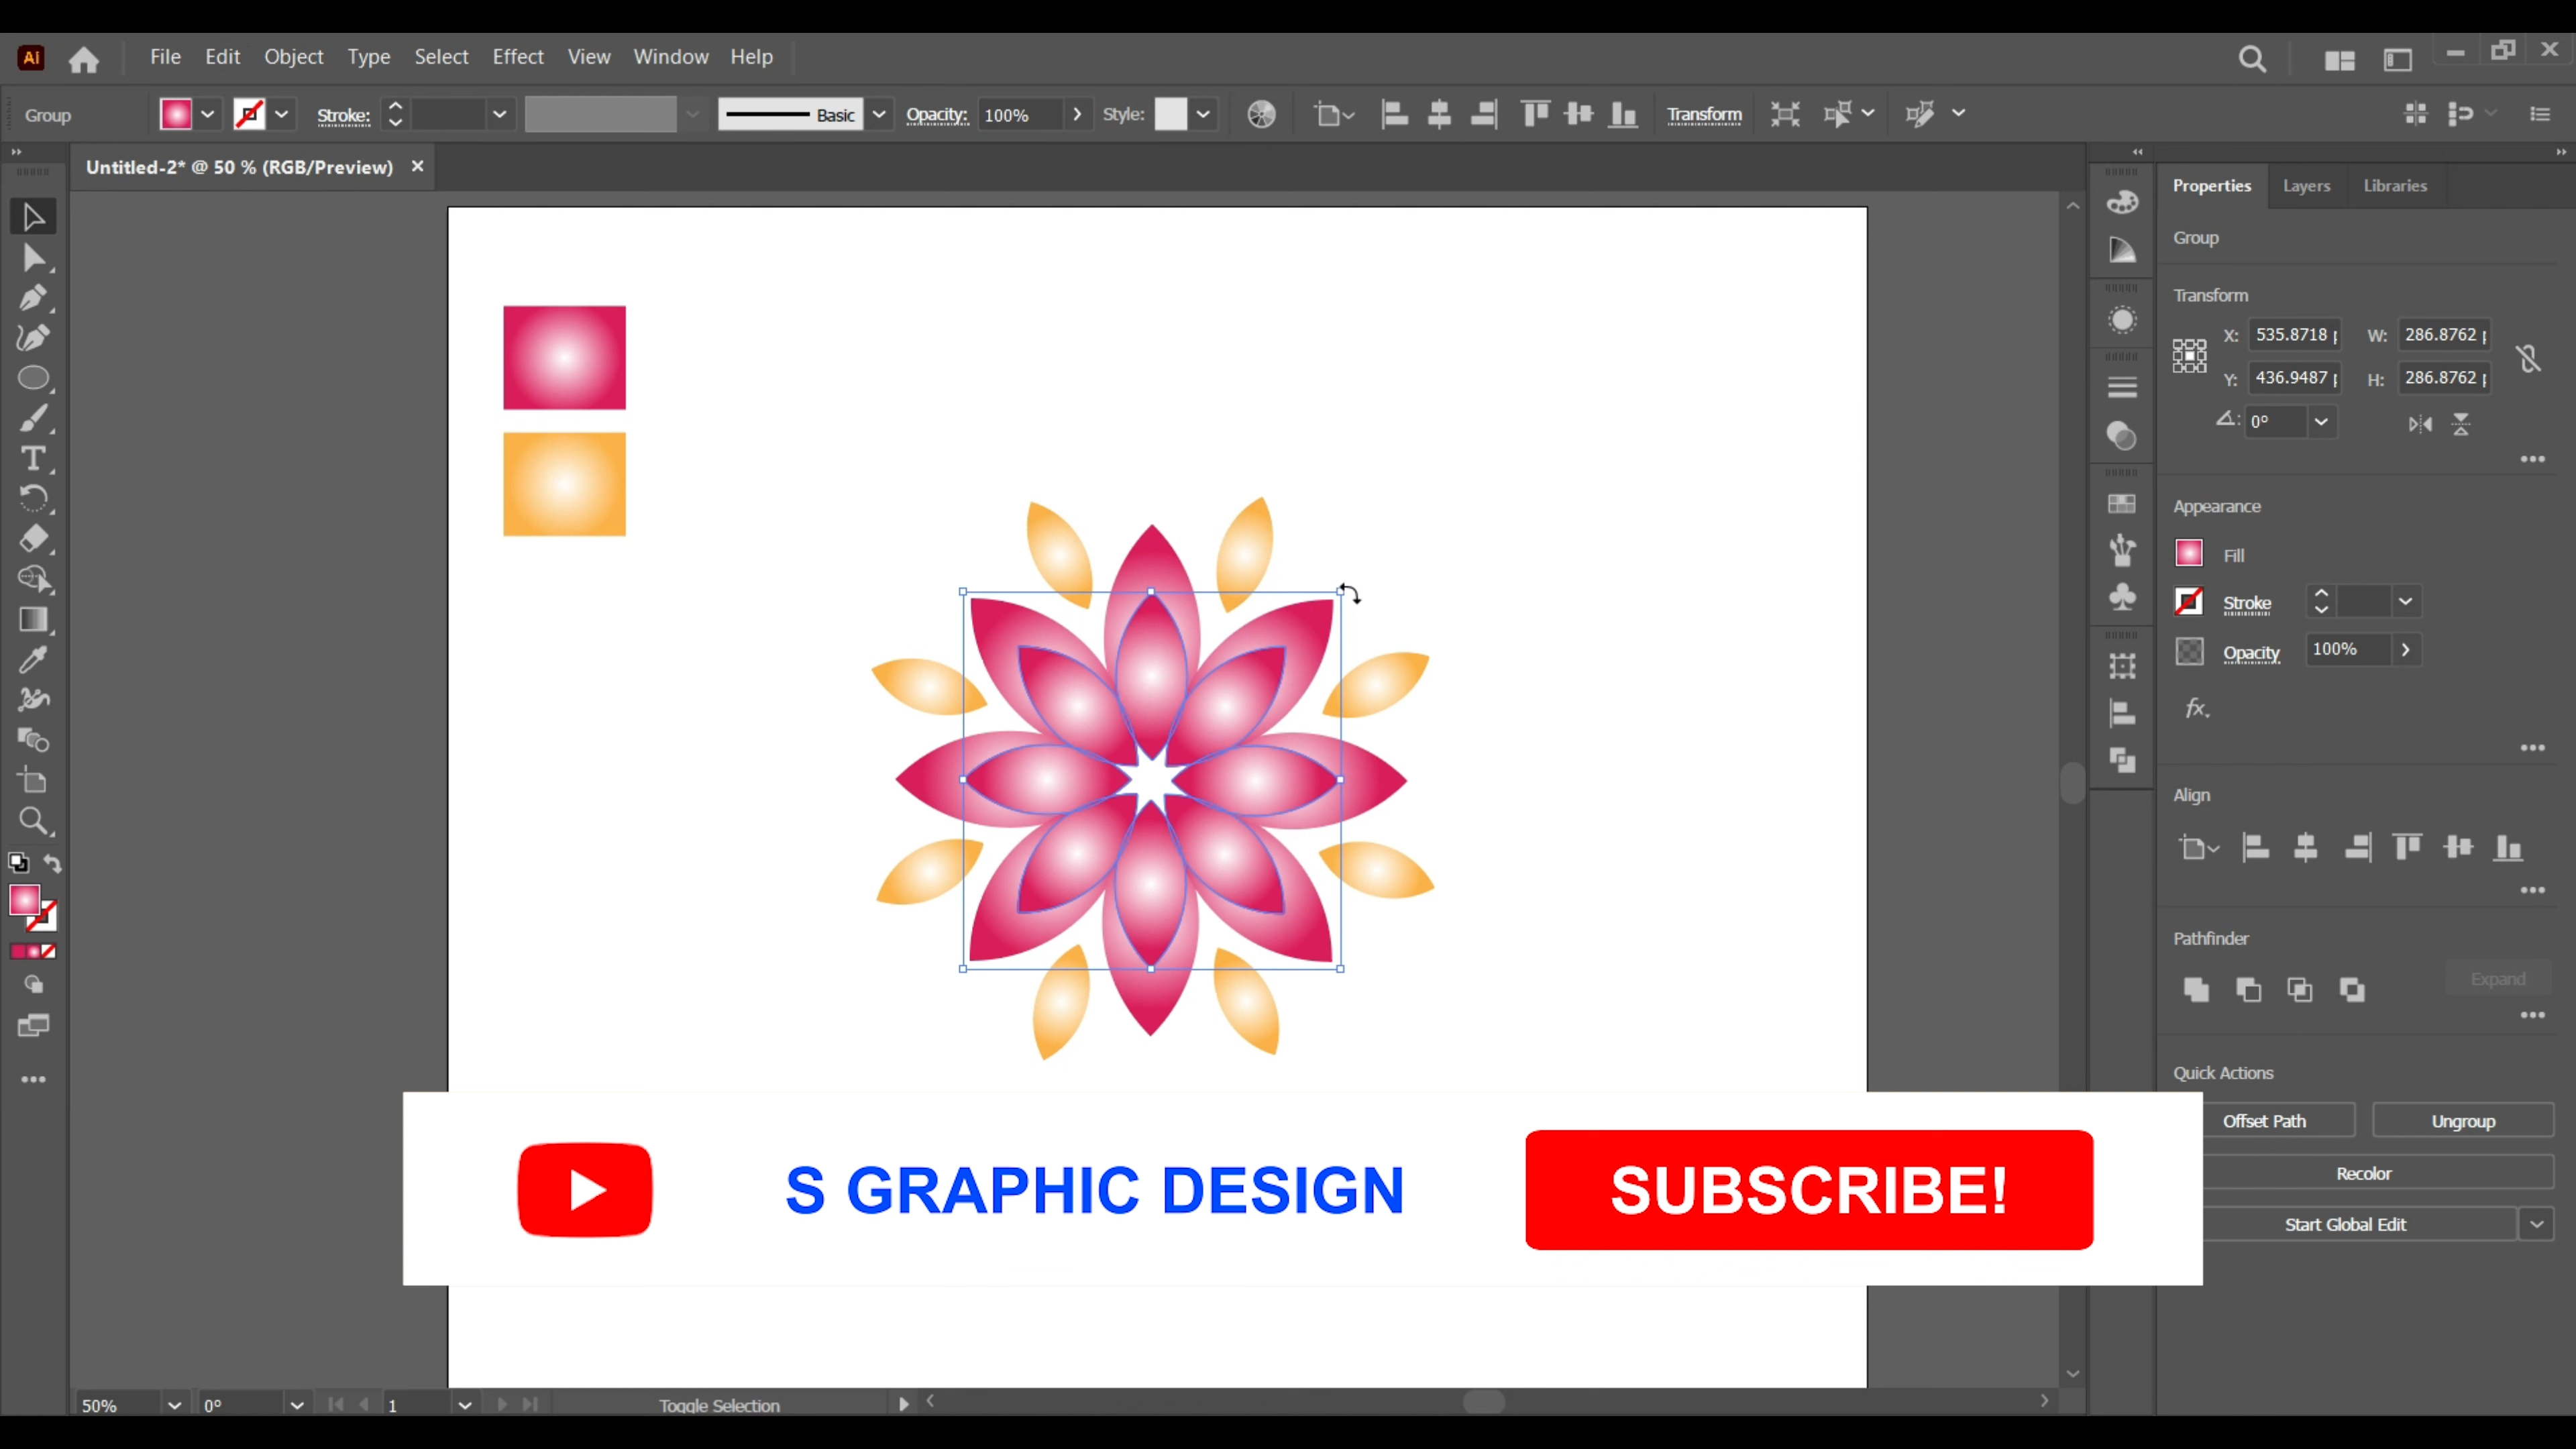 Ai File Edit Object Type Select Effect View Window Help
Group Stroke: Basic Opacity: 100% Style: Transform
Untitled-2* @ 50 % (RGB/Preview)
Properties Layers Libraries
Group
Transform
X: 535.8718 W: 286.8762
Y: 436.9487 H: 286.8762
0°
Appearance
Fill
Stroke
Opacity 100%
fx
Align
Pathfinder
Expand
Quick Actions
Offset Path Ungroup
Recolor
Start Global Edit
S GRAPHIC DESIGN SUBSCRIBE!
50% 0° 1 Toggle Selection